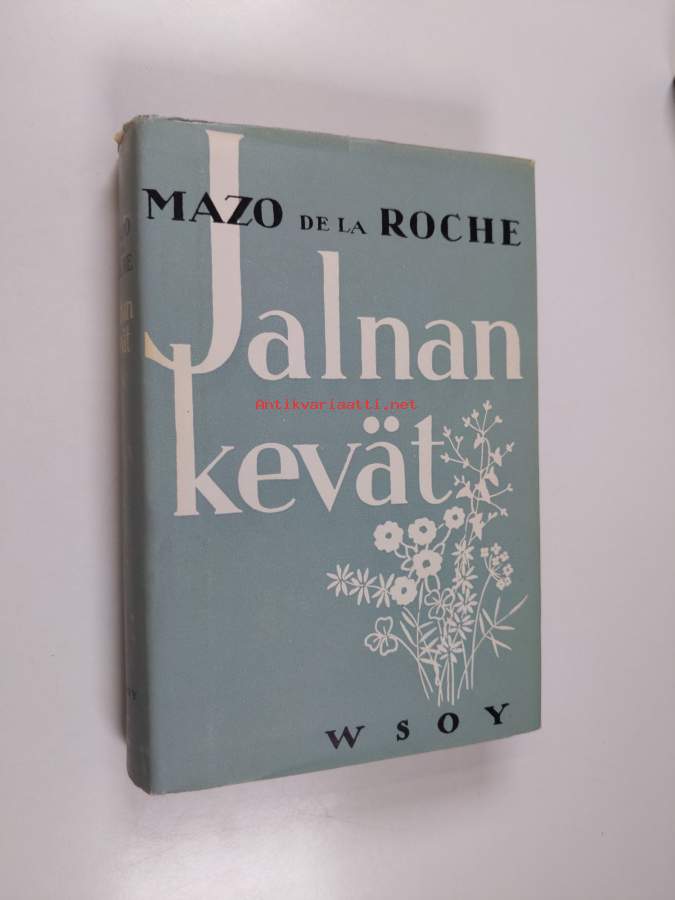 MAZO DE LA ROCHE
Jalnan
kevät
WSOY
Antikvariaatti.net